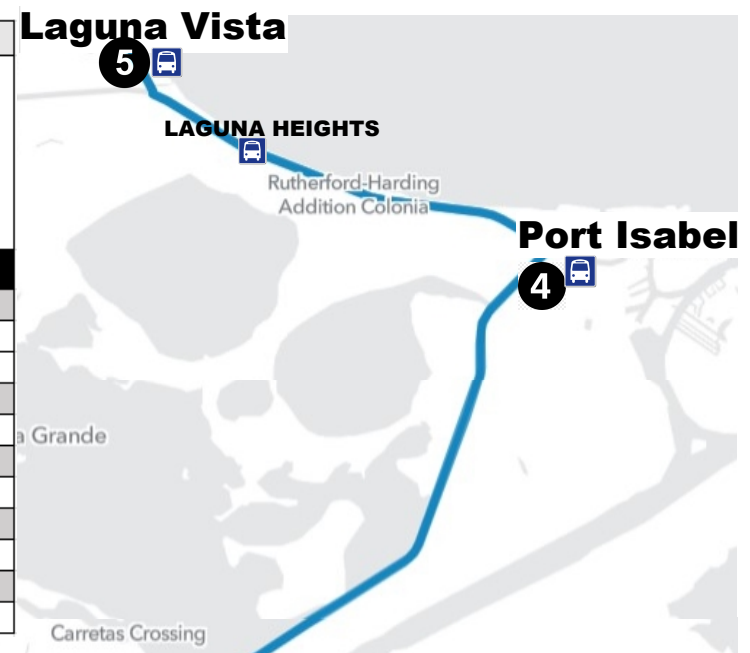 Laguna Vista
5
LAGUNA HEIGHTS
Rutherford-Harding
Addition Colonia
Port Isabel
4
a Grande
Carretas Crossing